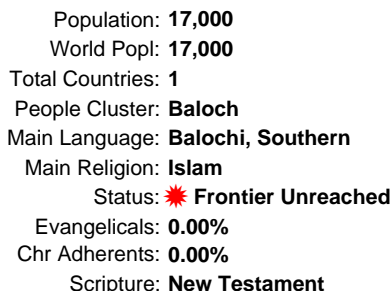 Population: 17,000
World Popl: 17,000
Total Countries: 1
People Cluster: Baloch
Main Language: Balochi, Southern
Main Religion: Islam
Status: Frontier Unreached
Evangelicals: 0.00%
Chr Adherents: 0.00%
Scripture: New Testament